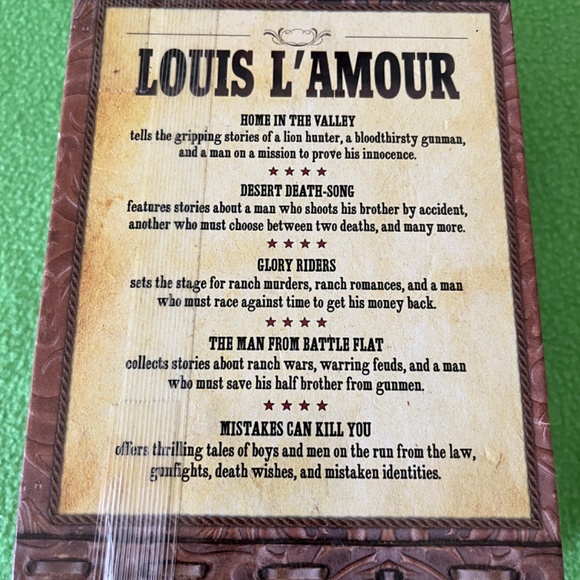 LOUIS L'AMOUR
HOME IN THE VALLEY
tells the gripping stories of a lion hunter, a bloodthirsty gunman,
and a man on a mission to prove his innocence.
DESERT DEATH-SONG
features stories about a man who shoots his brother by accident,
another who must choose between two deaths, and many more.
GLORY RIDERS
sets the stage for ranch murders, ranch romances, and a man
who must race against time to get his money back.
THE MAN FROM BATTLE FLAT
collects stories about ranch wars, warring feuds, and a man
who must save his half brother from gunmen.
MISTAKES CAN KILL YOU
offers thrilling tales of boys and men on the run from the law,
gunfights, death wishes, and mistaken identities.